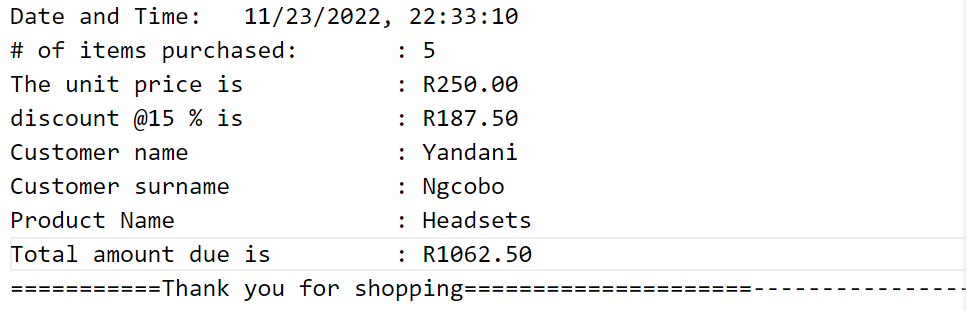 Date and Time:   11/23/2022, 22:33:10
# of items purchased:       : 5
The unit price is           : R250.00
discount @15 % is           : R187.50
Customer name               : Yandani
Customer surname            : Ngcobo
Product Name                : Headsets
Total amount due is         : R1062.50
===========Thank you for shopping=====================----------------